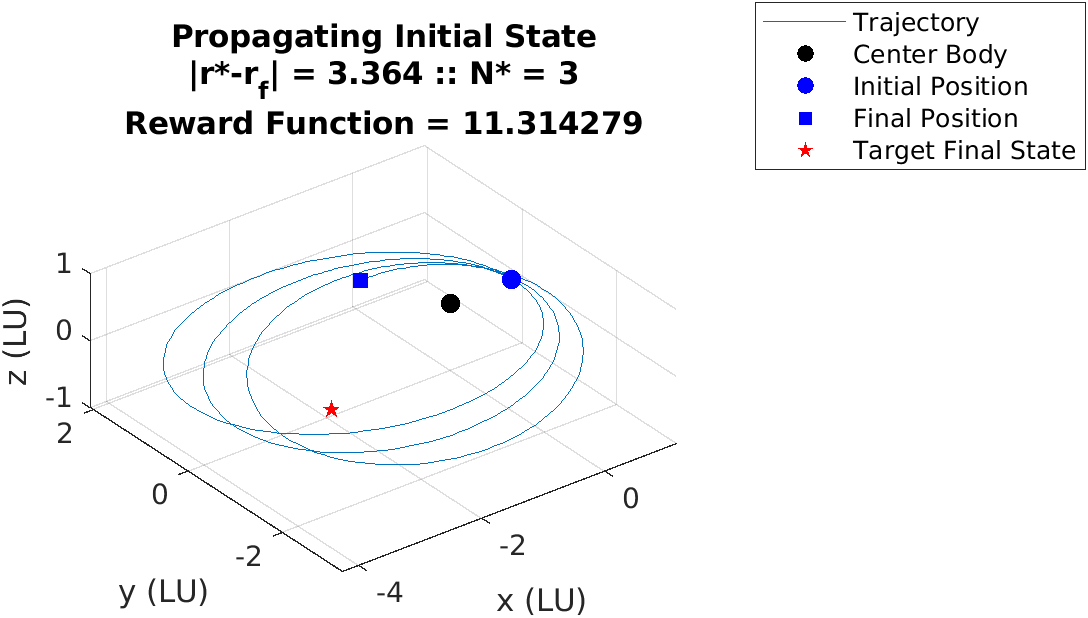 Propagating Initial State
|r*-r_f| = 3.364 :: N* = 3
Reward Function = 11.314279
Trajectory
Center Body
Initial Position
Final Position
Target Final State
1
0
-1
z (LU)
2
0
-2
y (LU)
-4
-2
0
x (LU)